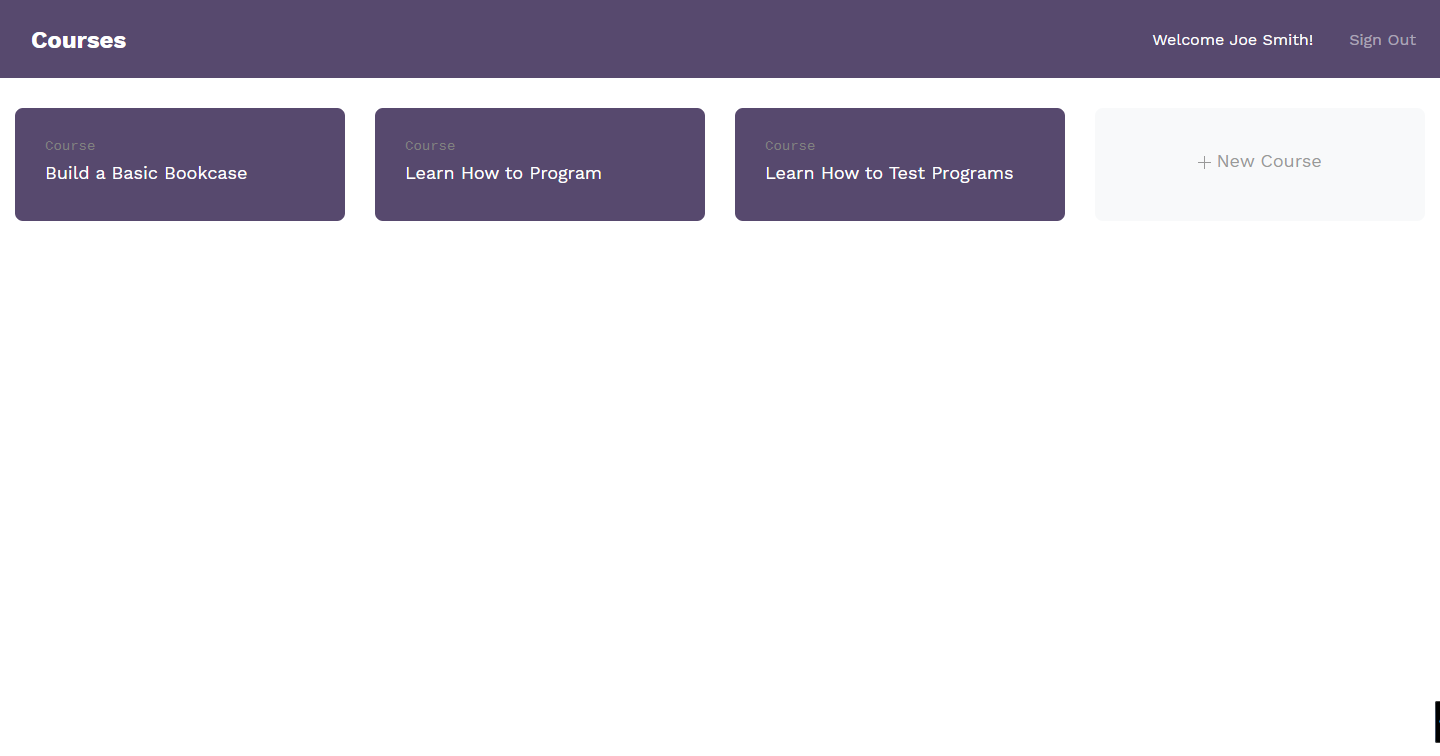 Courses
Welcome Joe Smith!
Sign Out
Course
Build a Basic Bookcase
Course
Learn How to Program
Course
Learn How to Test Programs
+ New Course